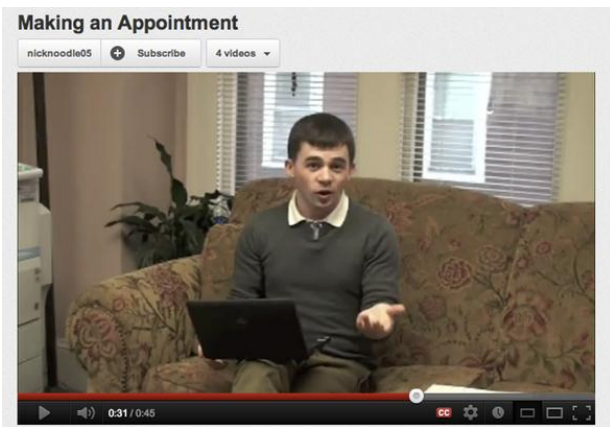 Making an Appointment
nicknoodle05 Subscribe 4 videos
0:31 / 0:45 CC